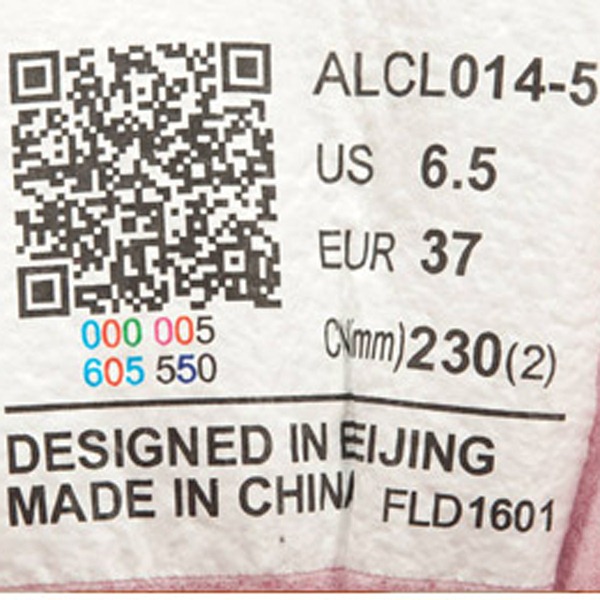 ALCL014-5
US 6.5
EUR 37
CN(mm)230(2)
000 005
605 550
DESIGNED IN EIJING
MADE IN CHINA FLD1601